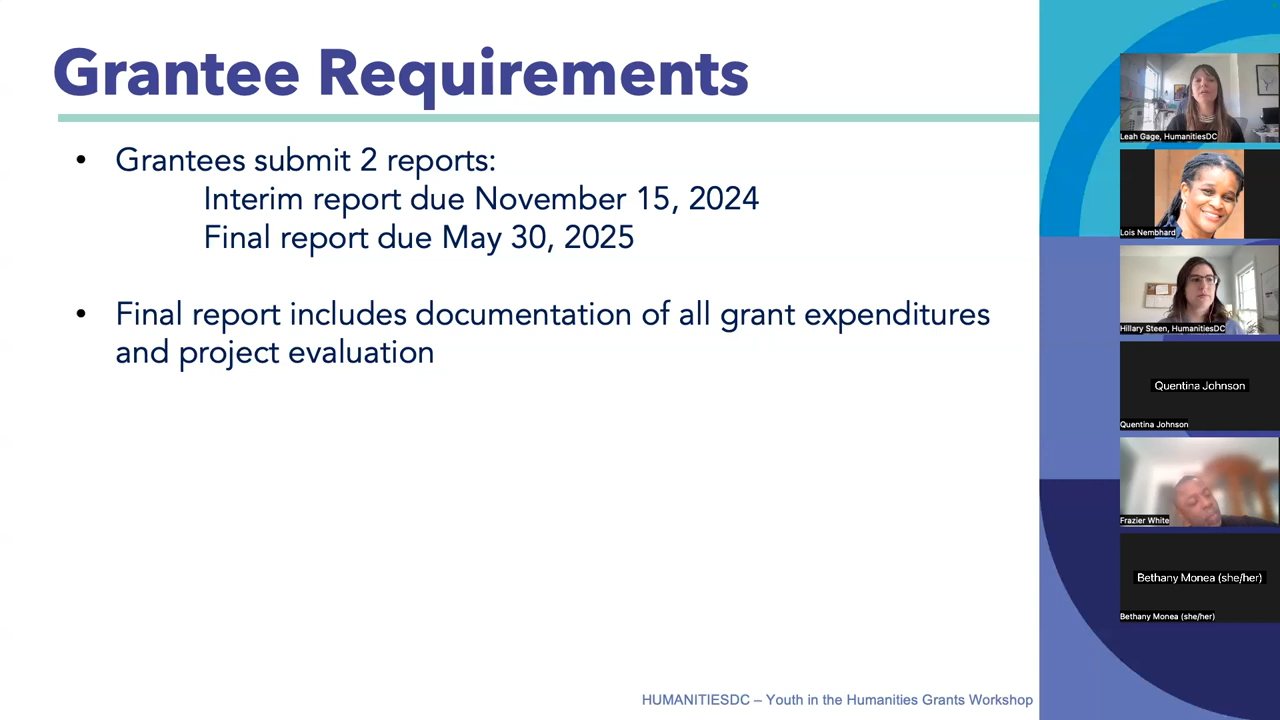 Grantee Requirements
• Grantees submit 2 reports:
Interim report due November 15, 2024
Final report due May 30, 2025
• Final report includes documentation of all grant expenditures
and project evaluation
HUMANITIESDC – Youth in the Humanities Grants Workshop
Leah Gage, HumanitiesDC
Lois Nembhard
Hillary Steen, HumanitiesDC
Quentina Johnson
Quentina Johnson
Frazier White
Bethany Monea (she/her)
Bethany Monea (she/her)